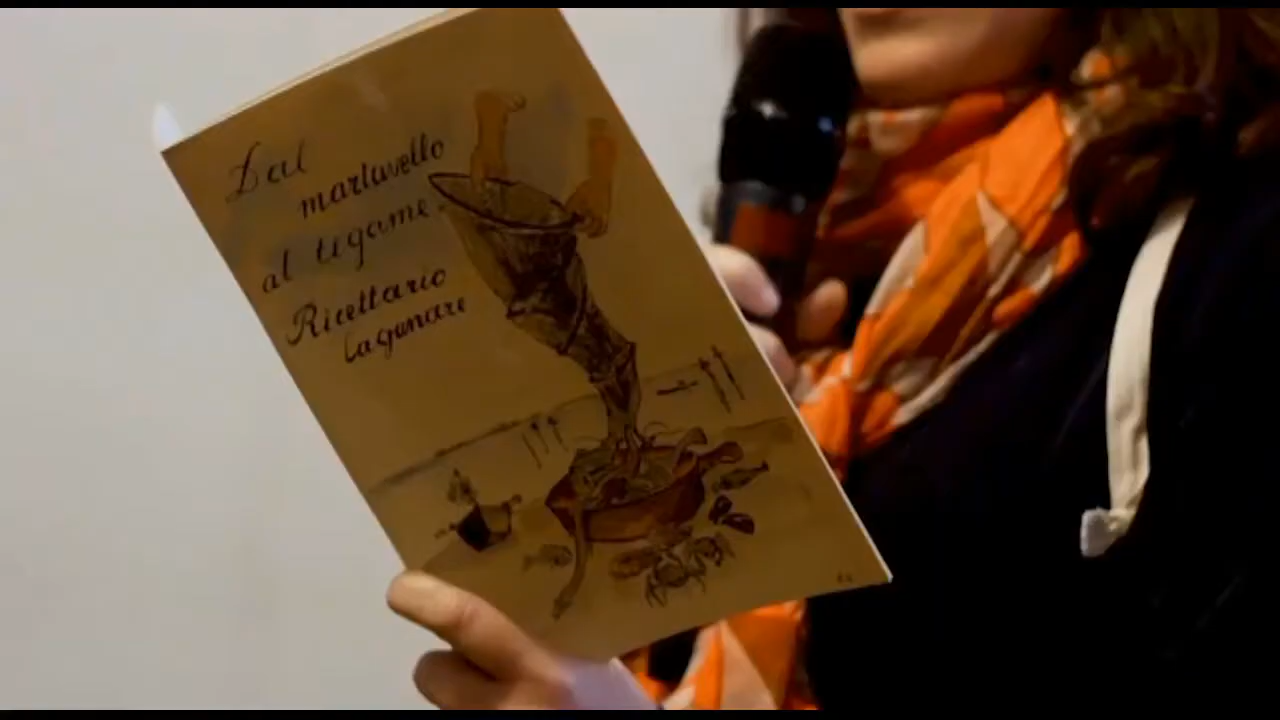 Dal
martavello
al tegame.
Ricettario
lagunare